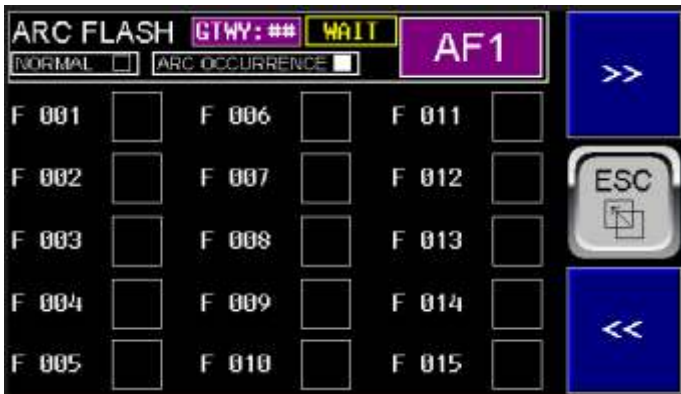 ARC FLASH GTWY:## WAIT AF1
NORMAL ARC OCCURRENCE
>>
F 001 F 006 F 011
F 002 F 007 F 012
ESC
F 003 F 008 F 013
F 004 F 009 F 014
<<
F 005 F 010 F 015